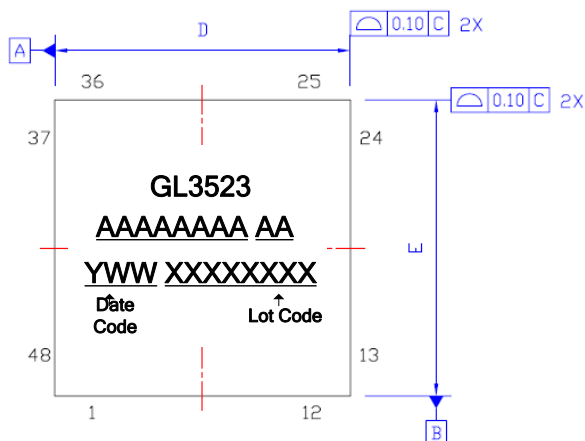 D
0.10 C 2X
A
36 25
0.10 C 2X
37 24
GL3523
AAAAAAAA AA
E
YWW XXXXXXXX
Date Code
Lot Code
48 13
1 12
B